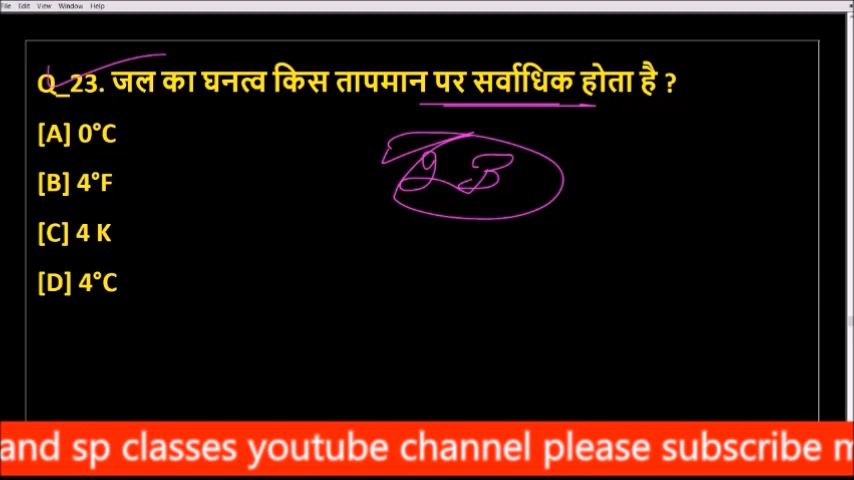 File Edit View Window Help
Q_23. जल का घनत्व किस तापमान पर सर्वाधिक होता है ?
[A] 0°C
[B] 4°F
[C] 4 K
[D] 4°C
and sp classes youtube channel please subscribe m